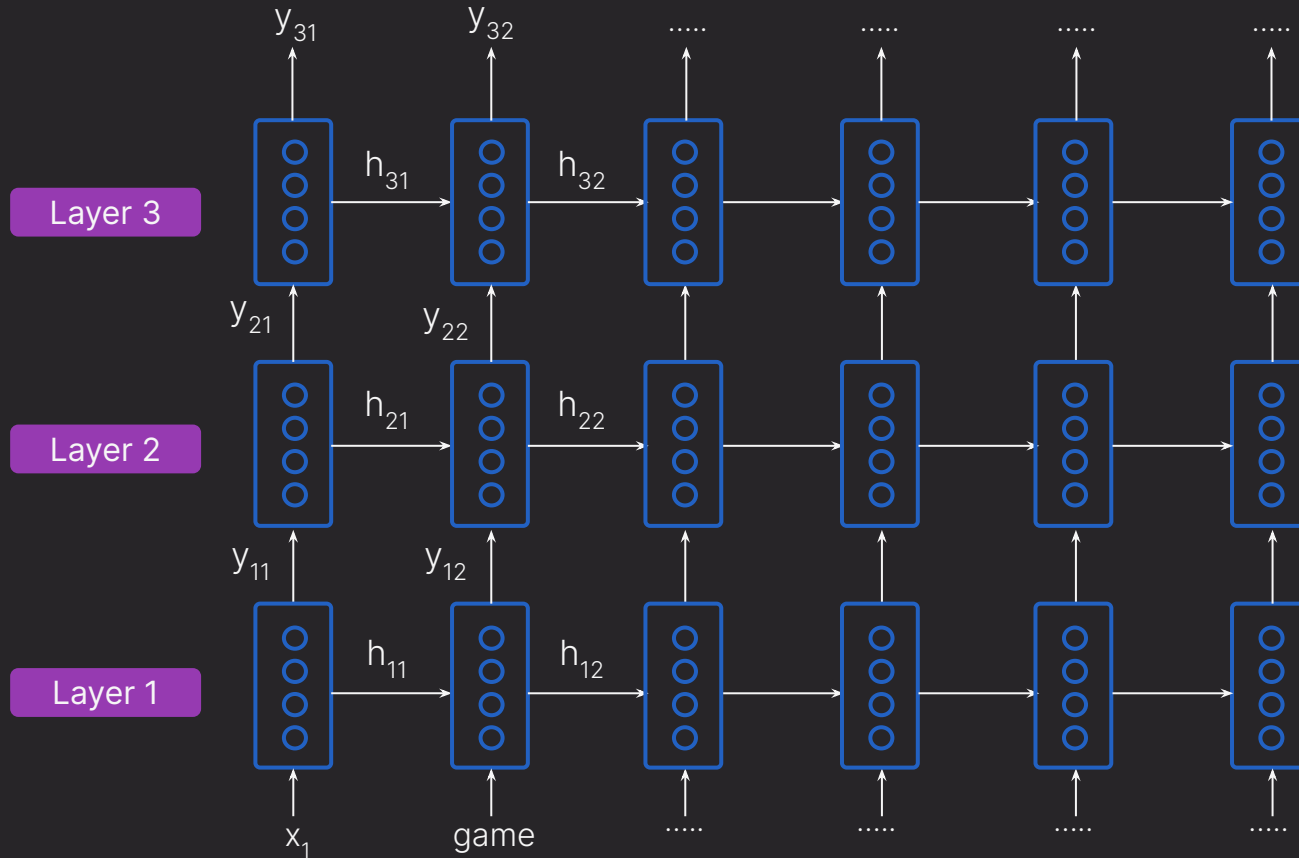 y₃₁ y₃₂ ..... ..... ..... .....
h₃₁ h₃₂
Layer 3
y₂₁ y₂₂
h₂₁ h₂₂
Layer 2
y₁₁ y₁₂
h₁₁ h₁₂
Layer 1
x₁ game ..... ..... ..... .....